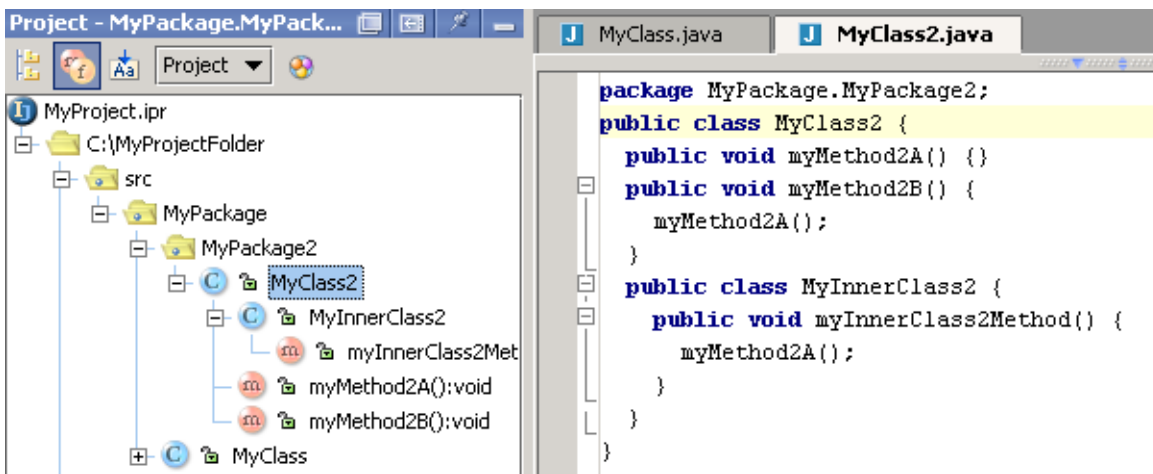 Project - MyPackage.MyPack...
Project
MyProject.ipr
C:\MyProjectFolder
src
MyPackage
MyPackage2
MyClass2
MyInnerClass2
myInnerClass2Met
myMethod2A():void
myMethod2B():void
MyClass
MyClass.java
MyClass2.java
package MyPackage.MyPackage2;
public class MyClass2 {
public void myMethod2A() {}
public void myMethod2B() {
myMethod2A();
}
public class MyInnerClass2 {
public void myInnerClass2Method() {
myMethod2A();
}
}
}